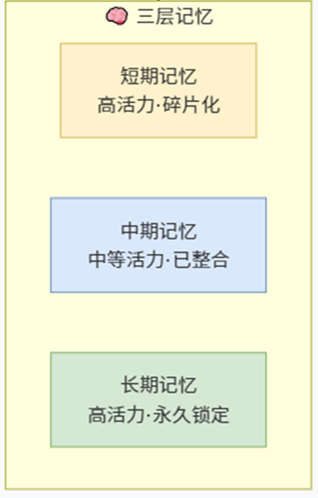 🧠 三层记忆
短期记忆
高活力·碎片化
中期记忆
中等活力·已整合
长期记忆
高活力·永久锁定